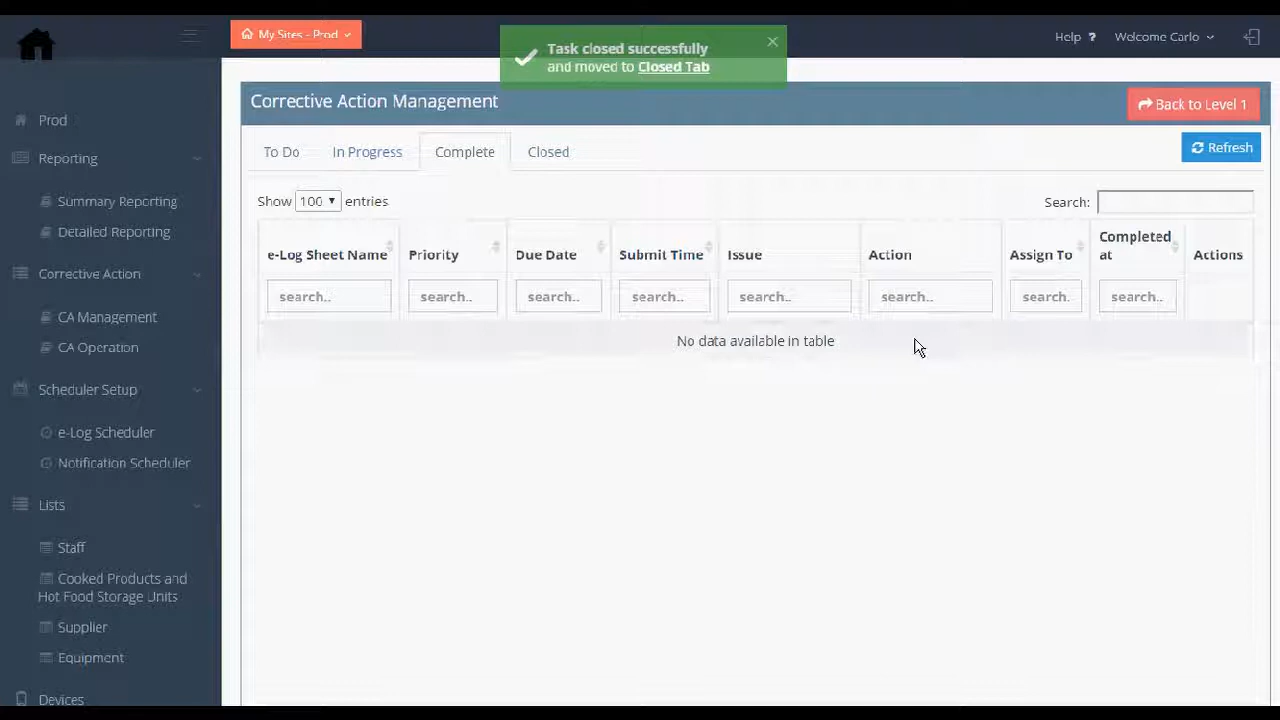 My Sites - Prod
Task closed successfully
and moved to Closed Tab
Help ?
Welcome Carlo
Corrective Action Management
Back to Level 1
To Do
In Progress
Complete
Closed
Refresh
Show 100 entries
Search:
e-Log Sheet Name
Priority
Due Date
Submit Time
Issue
Action
Assign To
Completed
at
Actions
search..
search..
search..
search..
search..
search..
search.
search..
No data available in table
Prod
Reporting
Summary Reporting
Detailed Reporting
Corrective Action
CA Management
CA Operation
Scheduler Setup
e-Log Scheduler
Notification Scheduler
Lists
Staff
Cooked Products and
Hot Food Storage Units
Supplier
Equipment
Devices